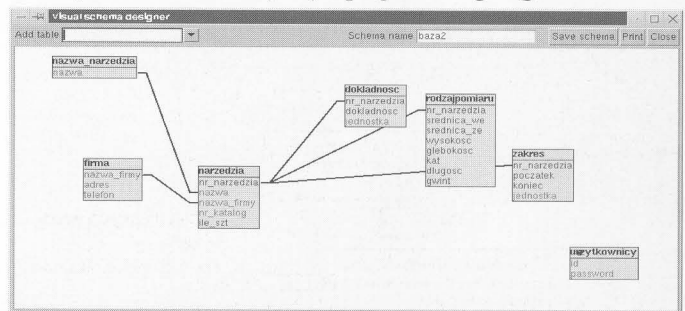 Visual schema designer
Add table
Schema name baza2 Save schema Print Close
nazwa_narzedzia
nazwa
firma
nazwa_firmy
adres
telefon
narzedzia
nr_narzedzia
nazwa
nazwa_firmy
nr_katalog
ile_szt
dokladnosc
nr_narzedzia
dokladnosc
jednostka
rodzajpomiaru
nr_narzedzia
srednica_we
srednica_ze
wysokosc
glebokosc
kat
dlugosc
gwint
zakres
nr_narzedzia
poczatek
koniec
jednostka
uzytkownicy
id
password